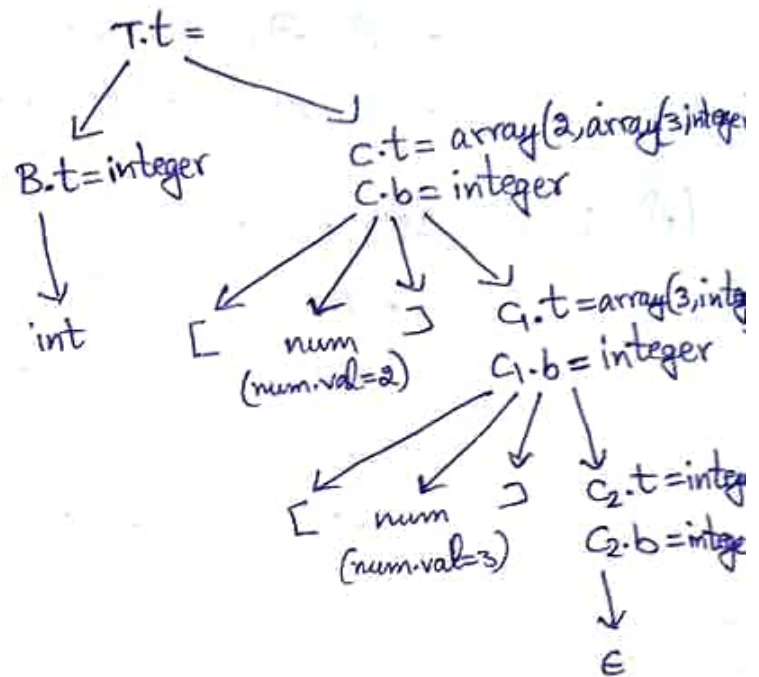 T.t =
B.t = integer
C.t = array(2, array(3, intege
C.b = integer
int
[ num ]
(num.val=2)
C₁.t = array(3, integ
C₁.b = integer
[ num ]
(num.val=3)
C₂.t = integ
C₂.b = intege
ϵ